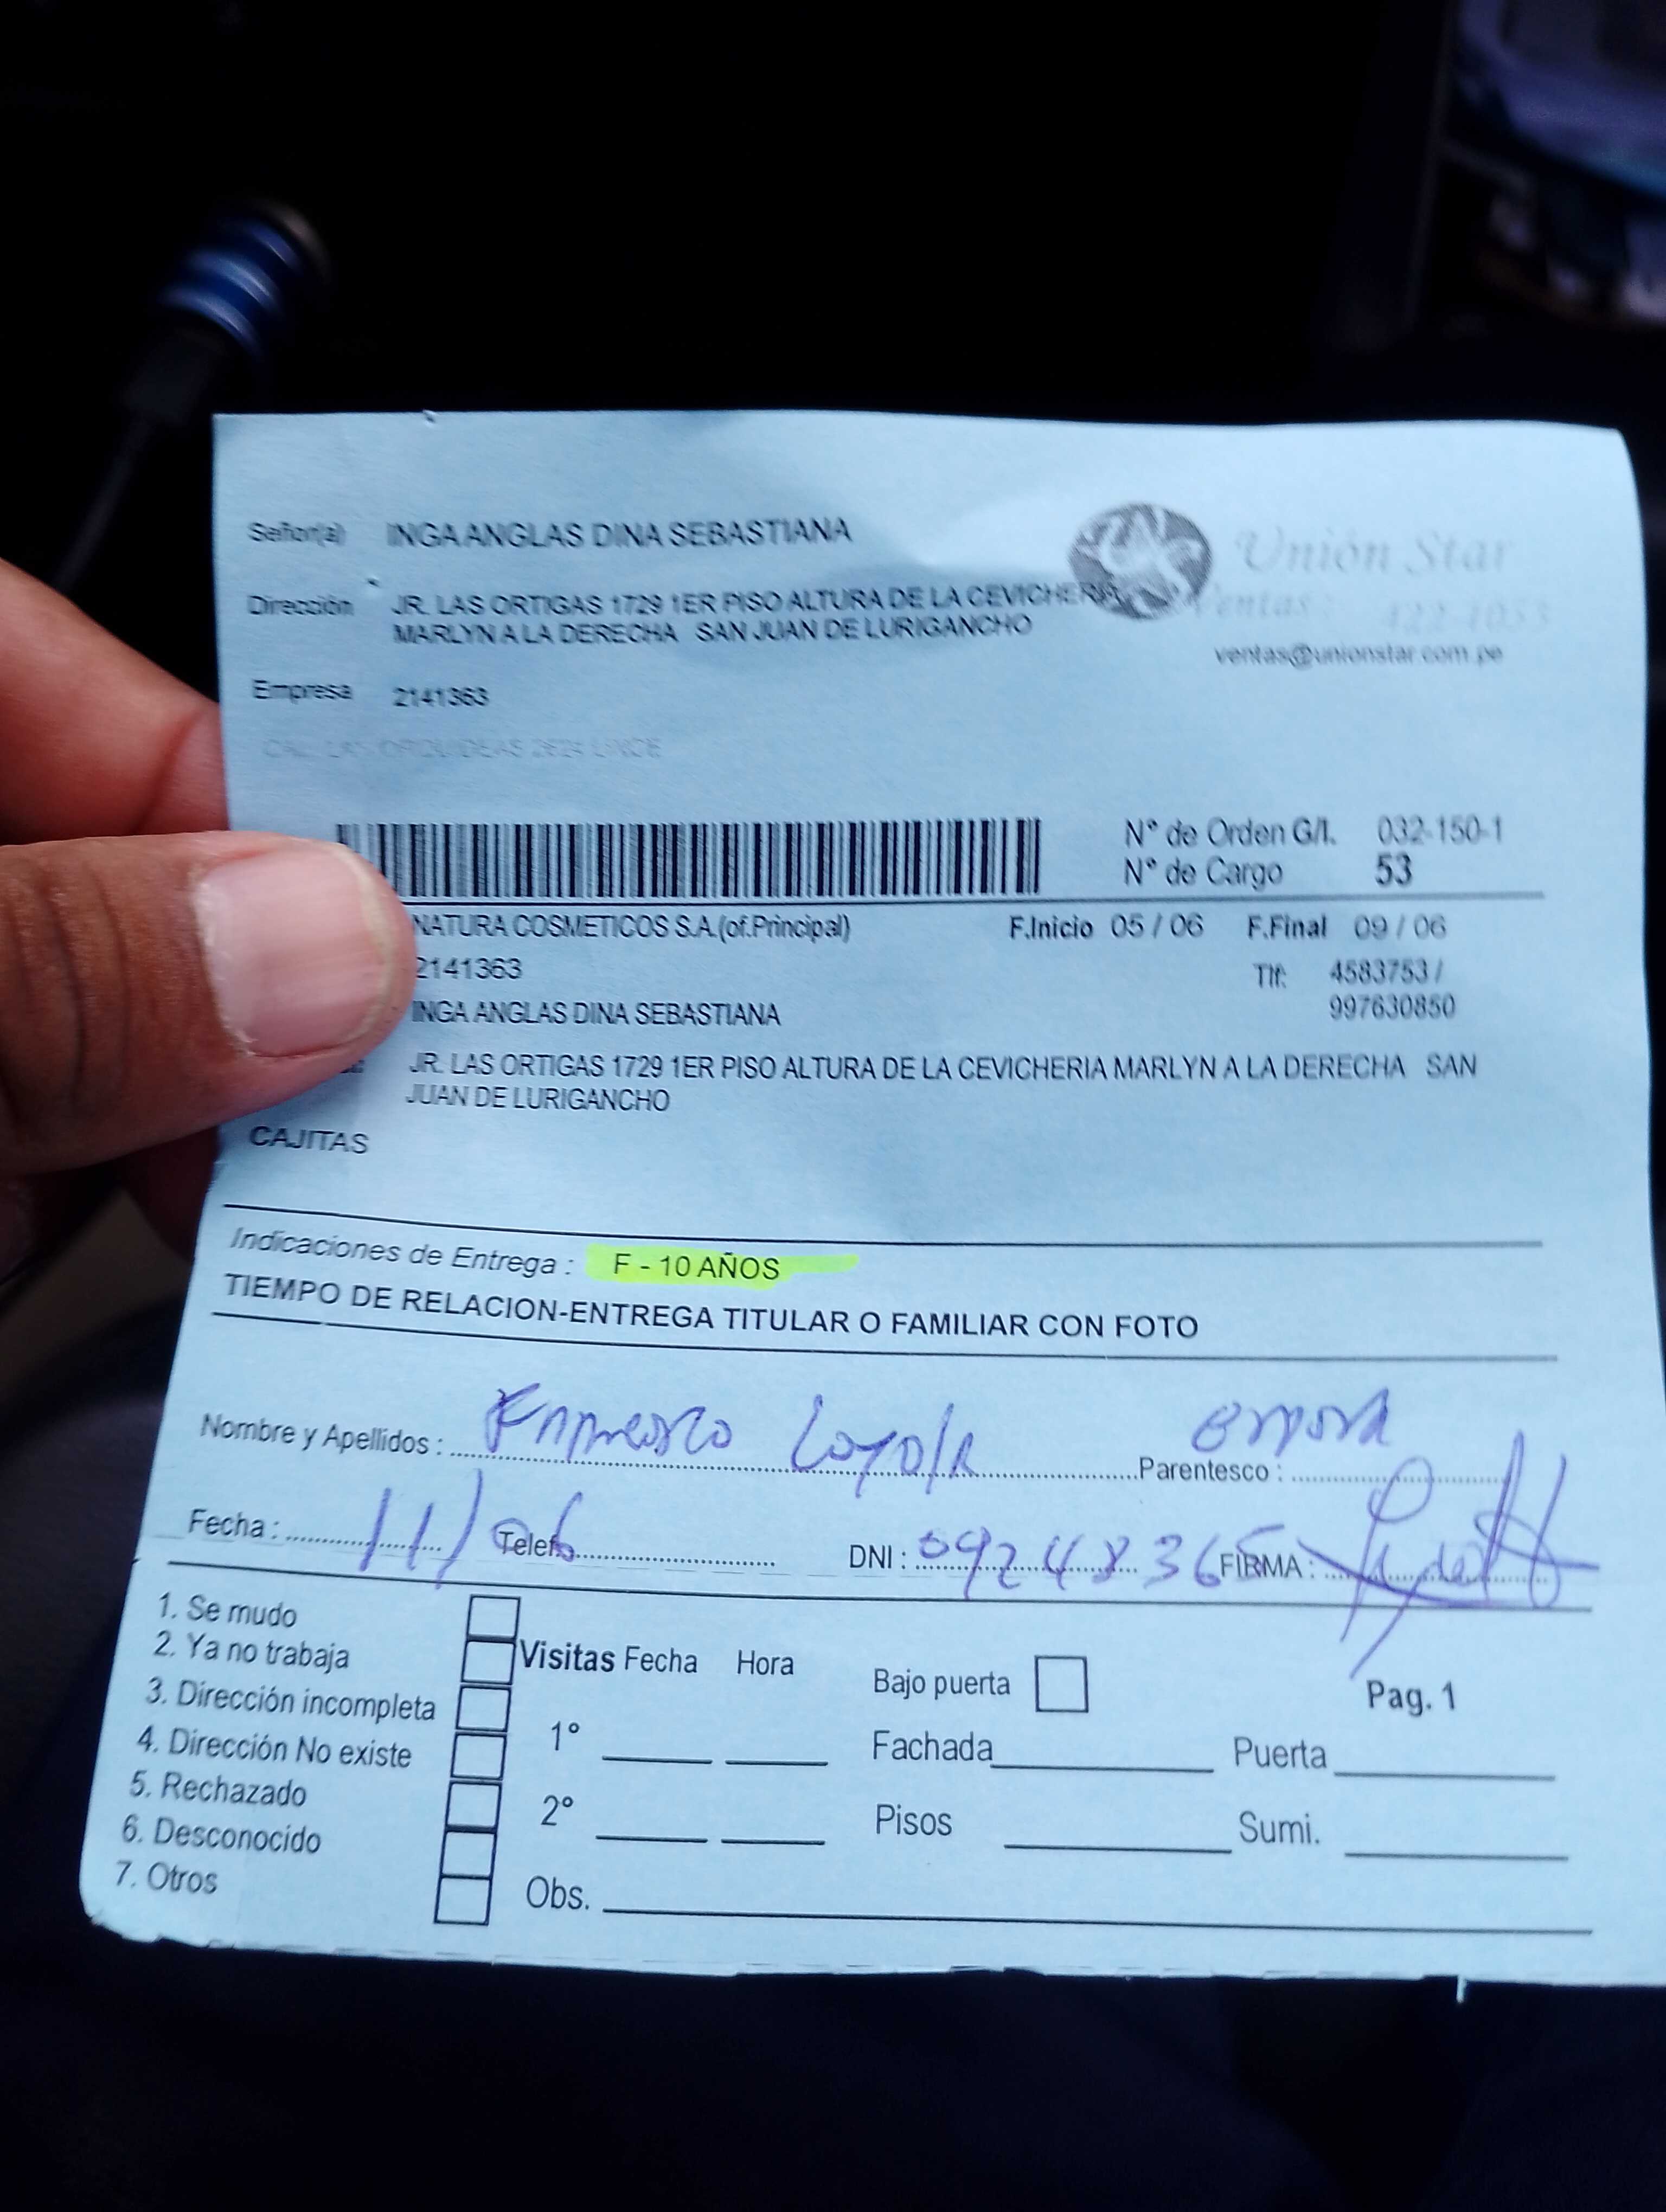 Señor(a) INGA ANGLAS DINA SEBASTIANA
Unión Star
Dirección JR. LAS ORTIGAS 1729 1ER PISO ALTURA DE LA CEVICHERIA
Ventas: 422-1053
MARLYN A LA DERECHA SAN JUAN DE LURIGANCHO
ventas@unionstar.com.pe
Empresa 2141363
N° de Orden G/I. 032-150-1
N° de Cargo 53
NATURA COSMETICOS S.A.(of.Principal) F.Inicio 05 / 06 F.Final 09 / 06
2141363 Tlf: 4583753 /
INGA ANGLAS DINA SEBASTIANA 997630850
JR. LAS ORTIGAS 1729 1ER PISO ALTURA DE LA CEVICHERIA MARLYN A LA DERECHA SAN
JUAN DE LURIGANCHO
CAJITAS
Indicaciones de Entrega : F - 10 AÑOS
TIEMPO DE RELACION-ENTREGA TITULAR O FAMILIAR CON FOTO
Nombre y Apellidos : Loyola Parentesco :
Fecha : 11/06 Telef. DNI : 0924836 FIRMA :
1. Se mudo
2. Ya no trabaja
3. Dirección incompleta
4. Dirección No existe
5. Rechazado
6. Desconocido
7. Otros
Visitas Fecha Hora
1°
2°
Obs.
Bajo puerta
Pag. 1
Fachada Puerta
Pisos Sumi.